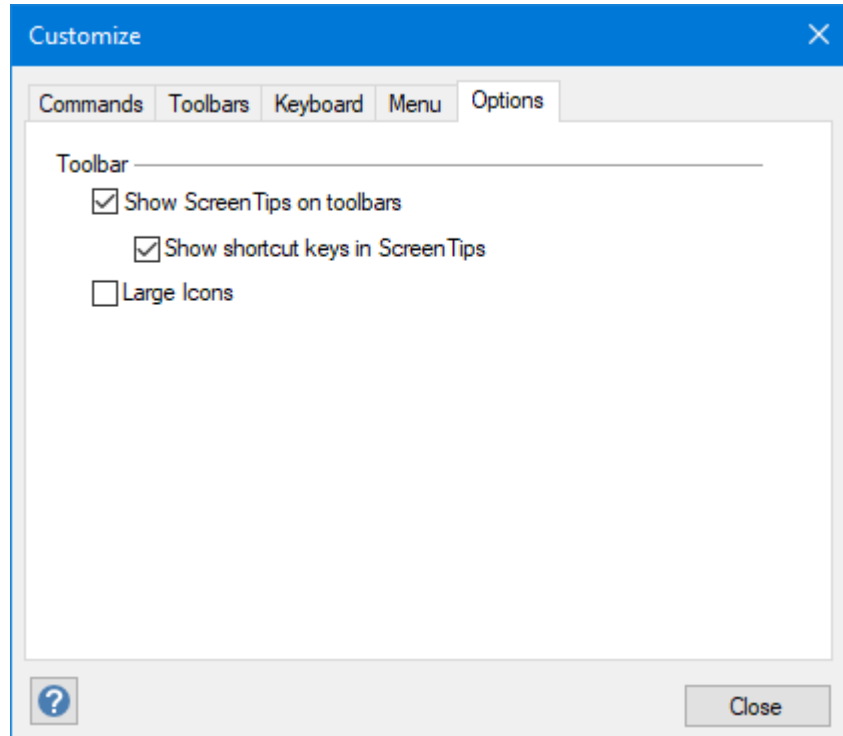 Customize
Commands Toolbars Keyboard Menu Options
Toolbar
Show ScreenTips on toolbars
Show shortcut keys in ScreenTips
Large Icons
?
Close